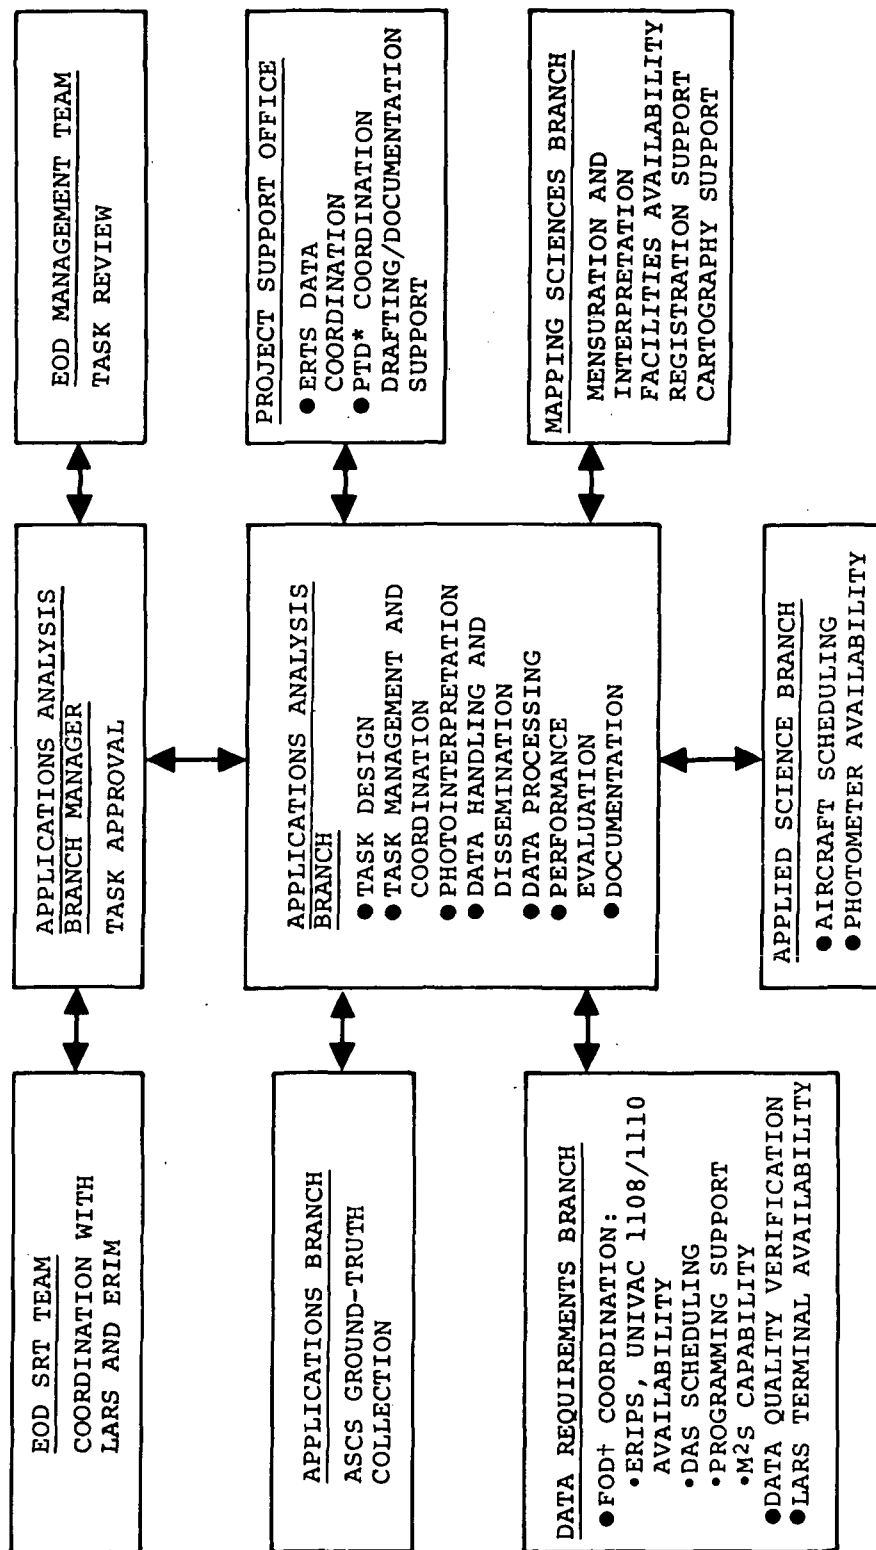 EOD SRT TEAM
COORDINATION WITH
LARS AND ERIM
APPLICATIONS ANALYSIS
BRANCH MANAGER
TASK APPROVAL
EOD MANAGEMENT TEAM
TASK REVIEW
APPLICATIONS BRANCH
ASCS GROUND-TRUTH
COLLECTION
APPLICATIONS ANALYSIS
BRANCH
●TASK DESIGN
●TASK MANAGEMENT AND
COORDINATION
●PHOTOINTERPRETATION
●DATA HANDLING AND
DISSEMINATION
●DATA PROCESSING
●PERFORMANCE
EVALUATION
●DOCUMENTATION
PROJECT SUPPORT OFFICE
●ERTS DATA
COORDINATION
●PTD* COORDINATION
DRAFTING/DOCUMENTATION
SUPPORT
DATA REQUIREMENTS BRANCH
●FOD† COORDINATION:
•ERIPS, UNIVAC 1108/1110
AVAILABILITY
•DAS SCHEDULING
•PROGRAMMING SUPPORT
•M²S CAPABILITY
●DATA QUALITY VERIFICATION
●LARS TERMINAL AVAILABILITY
MAPPING SCIENCES BRANCH
MENSURATION AND
INTERPRETATION
FACILITIES AVAILABILITY
REGISTRATION SUPPORT
CARTOGRAPHY SUPPORT
APPLIED SCIENCE BRANCH
●AIRCRAFT SCHEDULING
●PHOTOMETER AVAILABILITY